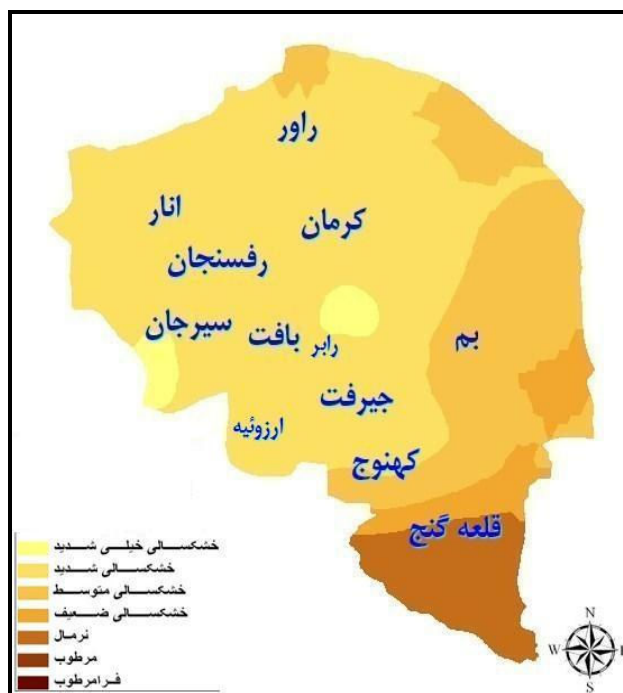 راور
انار
کرمان
رفسنجان
سیرجان
بافت
رابر
بم
جیرفت
ارزوئیه
کهنوج
قلعه گنج
خشکسالی خیلی شدید
خشکسالی شدید
خشکسالی متوسط
خشکسالی ضعیف
نرمال
مرطوب
فرامرطوب
N
W
E
S